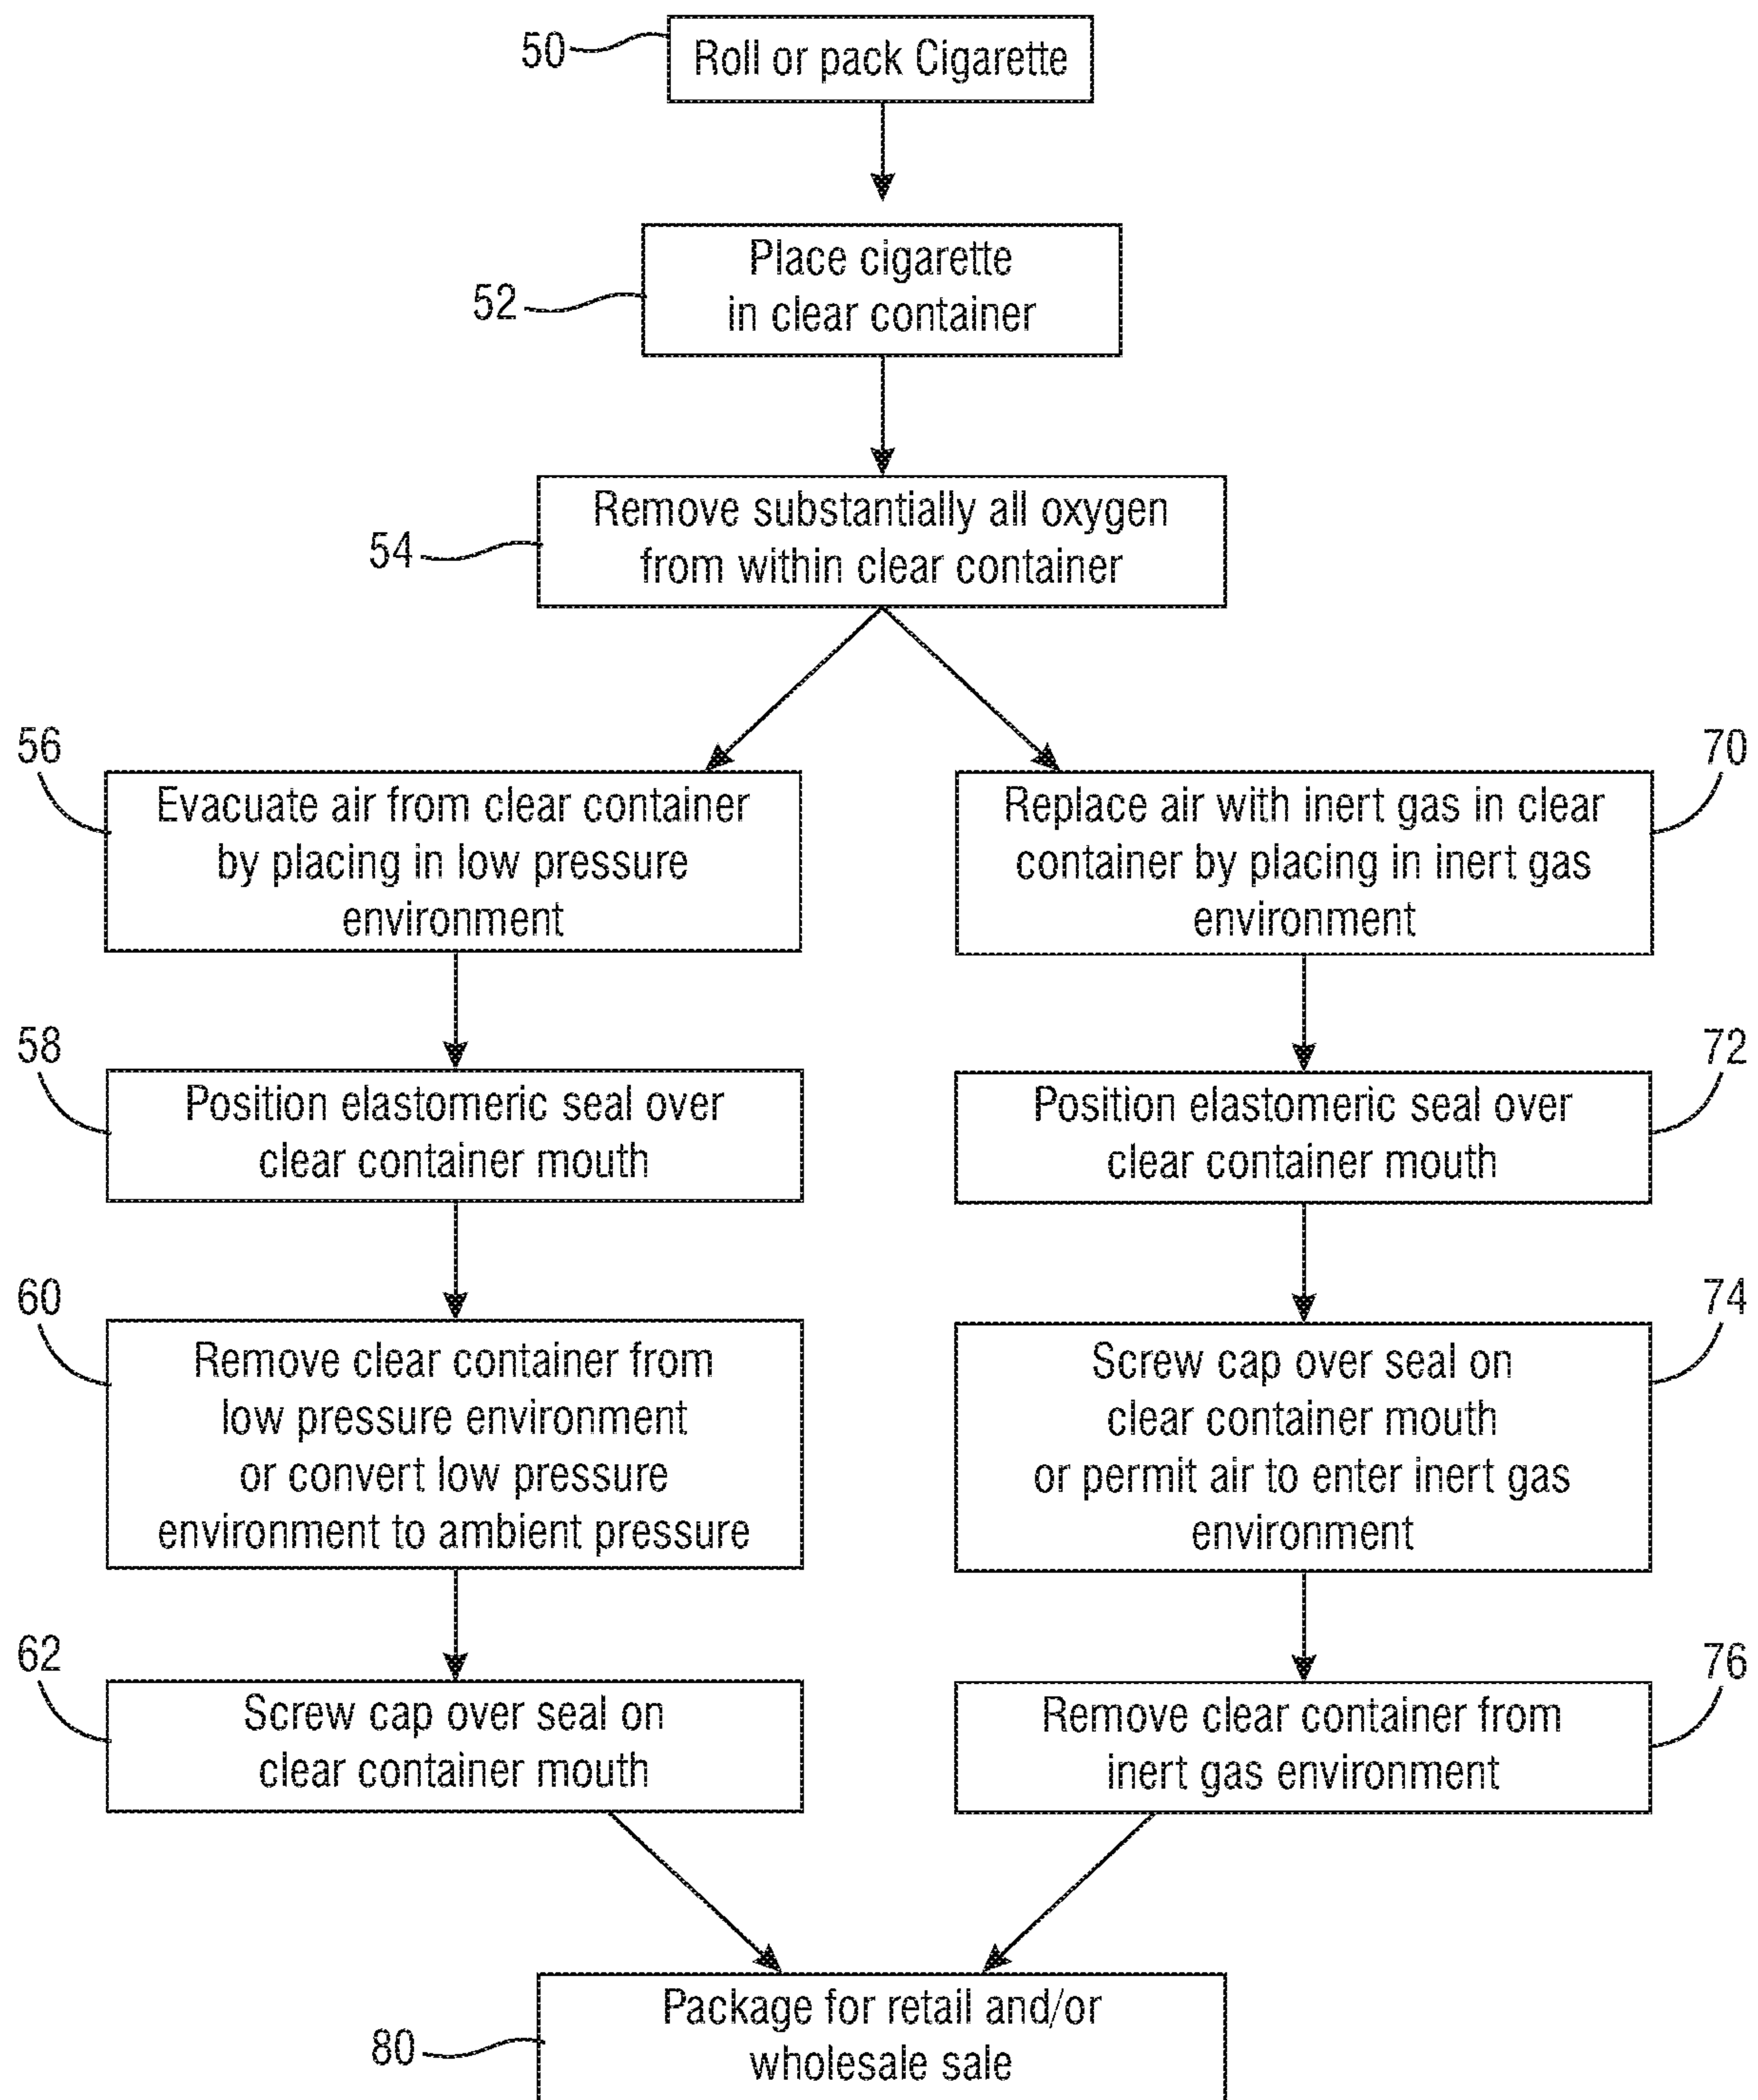 50
Roll or pack Cigarette
52
Place cigarette
in clear container
54
Remove substantially all oxygen
from within clear container
56
Evacuate air from clear container
by placing in low pressure
environment
58
Position elastomeric seal over
clear container mouth
60
Remove clear container from
low pressure environment
or convert low pressure
environment to ambient pressure
62
Screw cap over seal on
clear container mouth
70
Replace air with inert gas in clear
container by placing in inert gas
environment
72
Position elastomeric seal over
clear container mouth
74
Screw cap over seal on
clear container mouth
or permit air to enter inert gas
environment
76
Remove clear container from
inert gas environment
80
Package for retail and/or
wholesale sale